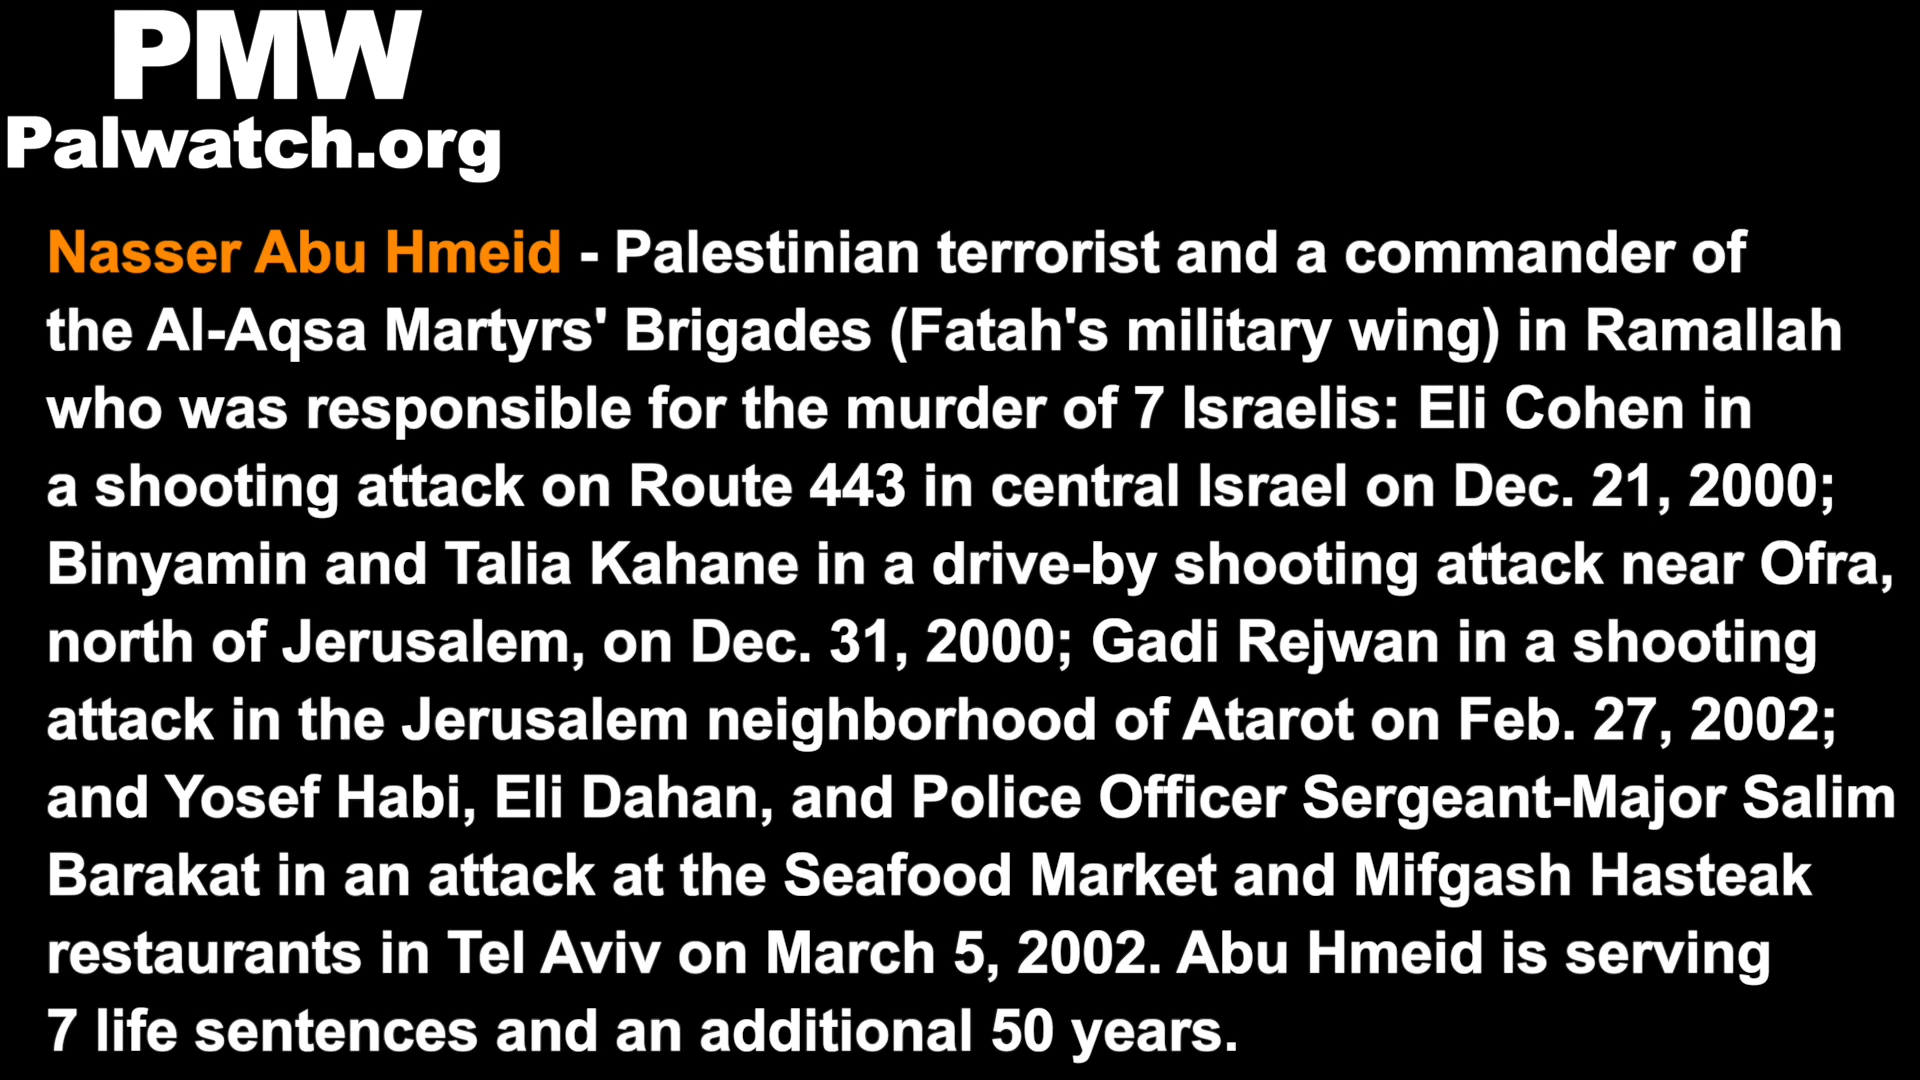 PMW
Palwatch.org
Nasser Abu Hmeid - Palestinian terrorist and a commander of
the Al-Aqsa Martyrs' Brigades (Fatah's military wing) in Ramallah
who was responsible for the murder of 7 Israelis: Eli Cohen in
a shooting attack on Route 443 in central Israel on Dec. 21, 2000;
Binyamin and Talia Kahane in a drive-by shooting attack near Ofra,
north of Jerusalem, on Dec. 31, 2000; Gadi Rejwan in a shooting
attack in the Jerusalem neighborhood of Atarot on Feb. 27, 2002;
and Yosef Habi, Eli Dahan, and Police Officer Sergeant-Major Salim
Barakat in an attack at the Seafood Market and Mifgash Hasteak
restaurants in Tel Aviv on March 5, 2002. Abu Hmeid is serving
7 life sentences and an additional 50 years.